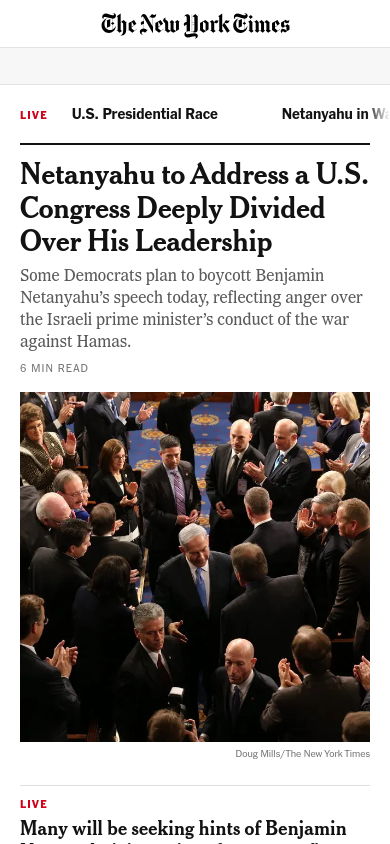 The New York Times
LIVE U.S. Presidential Race Netanyahu in
Netanyahu to Address a U.S.
Congress Deeply Divided
Over His Leadership
Some Democrats plan to boycott Benjamin
Netanyahu’s speech today, reflecting anger over
the Israeli prime minister’s conduct of the war
against Hamas.
6 MIN READ
Doug Mills/The New York Times
LIVE
Many will be seeking hints of Benjamin